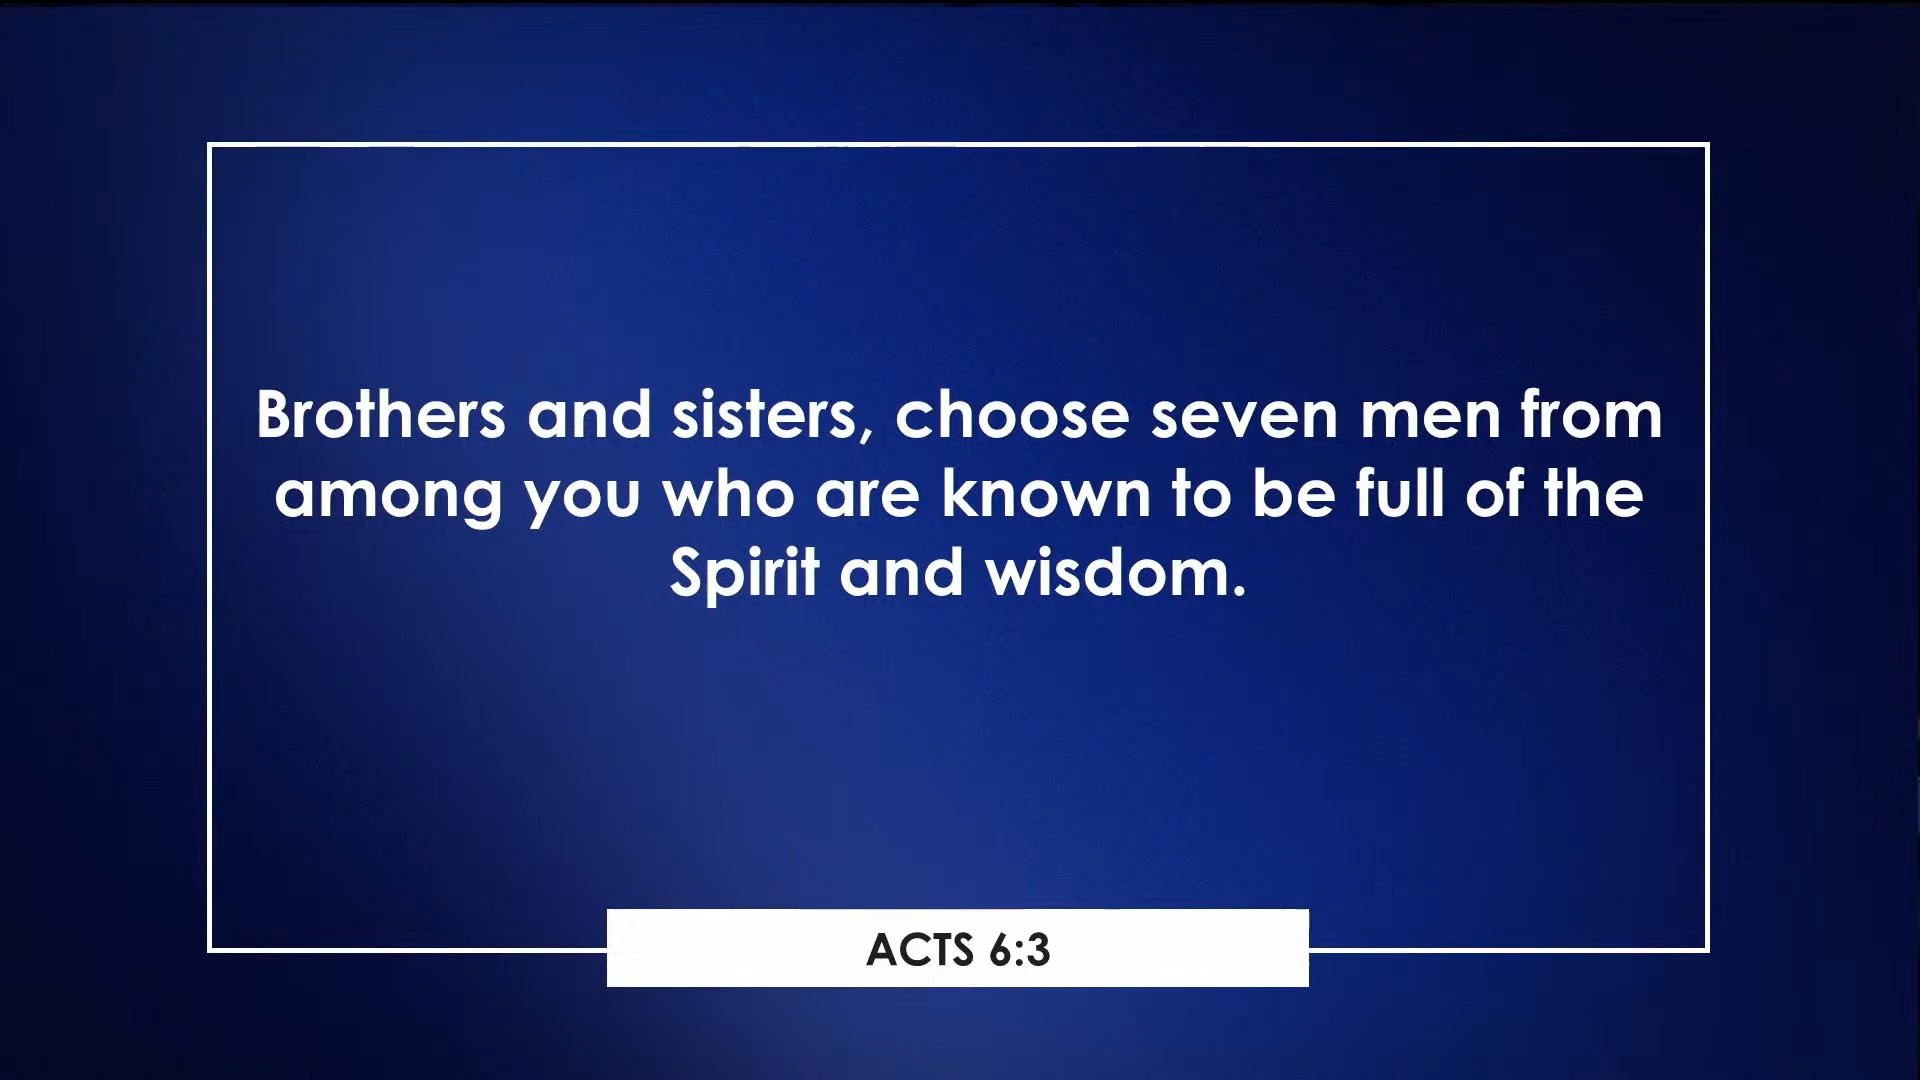 Brothers and sisters, choose seven men from
among you who are known to be full of the
Spirit and wisdom.
ACTS 6:3